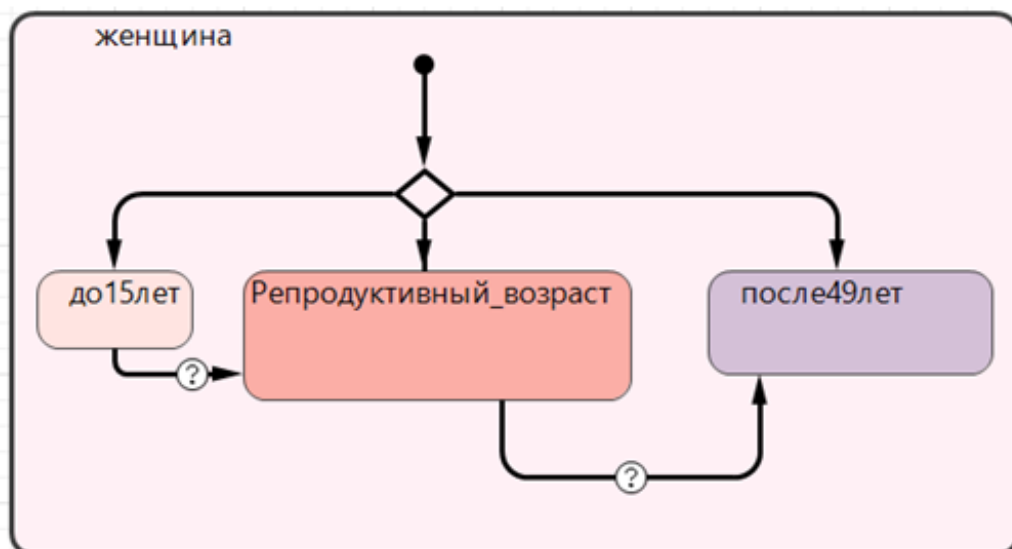 женщина
до15лет
Репродуктивный_возраст
после49лет
?
?